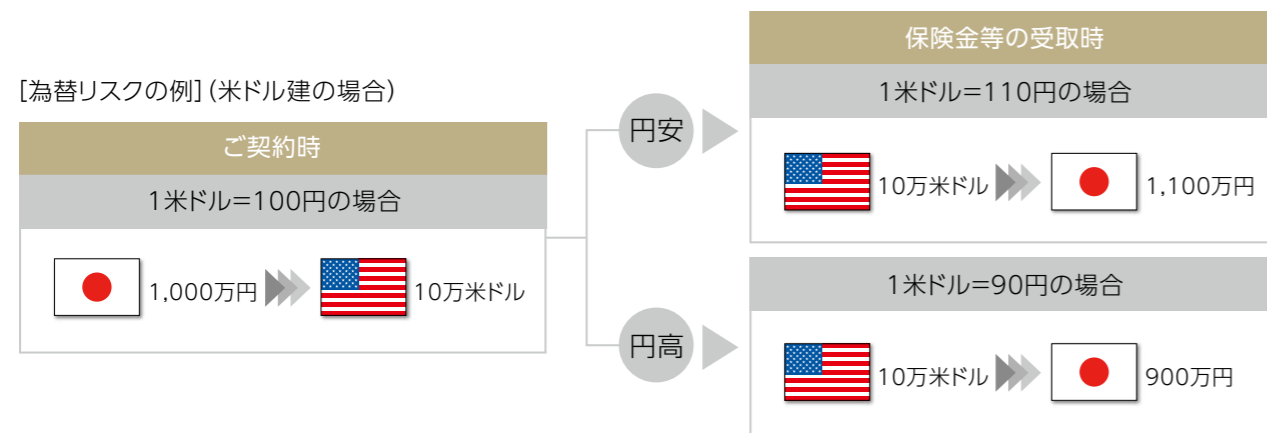 [為替リスクの例](米ドル建の場合)
ご契約時
1米ドル=100円の場合
1,000万円
10万米ドル
円安
円高
保険金等の受取時
1米ドル=110円の場合
10万米ドル
1,100万円
1米ドル=90円の場合
10万米ドル
900万円